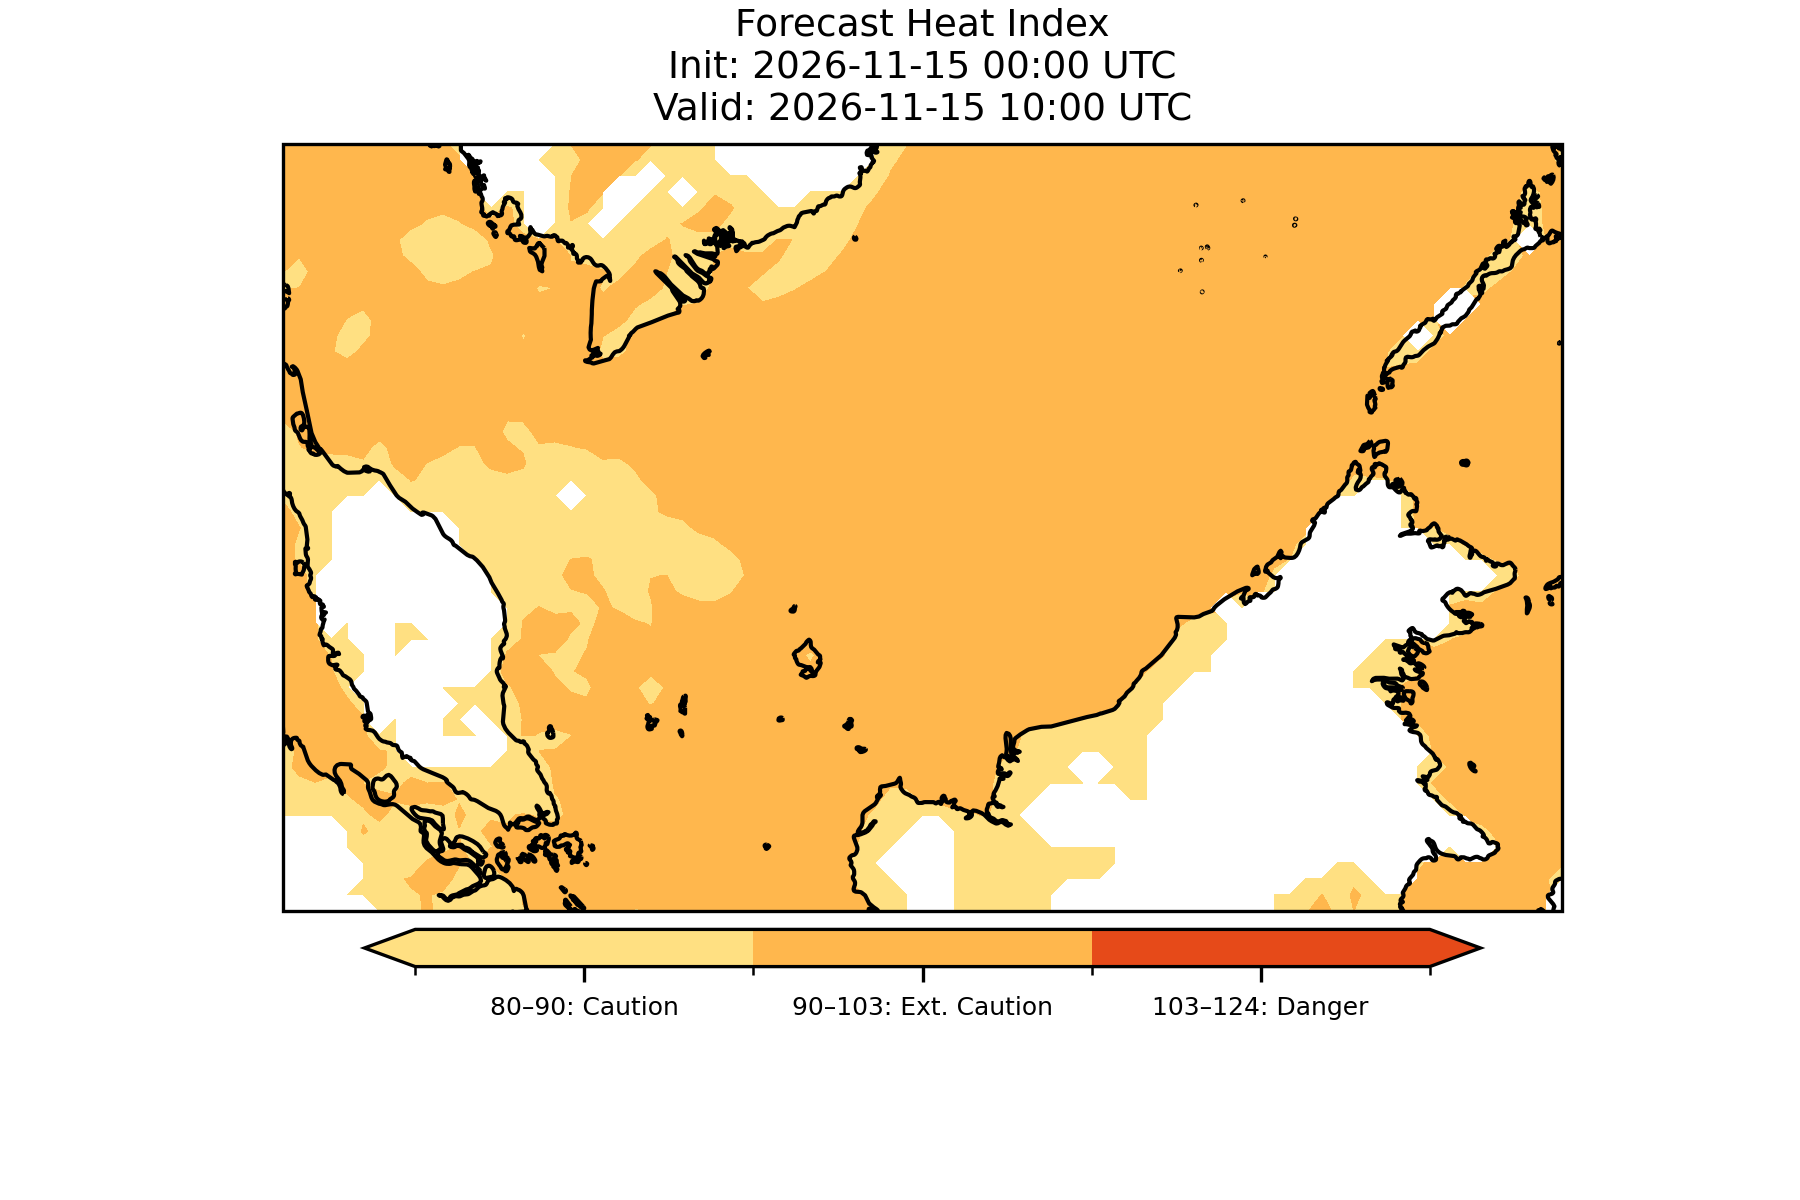 Forecast Heat Index
Init: 2026-11-15 00:00 UTC
Valid: 2026-11-15 10:00 UTC
80–90: Caution
90–103: Ext. Caution
103–124: Danger